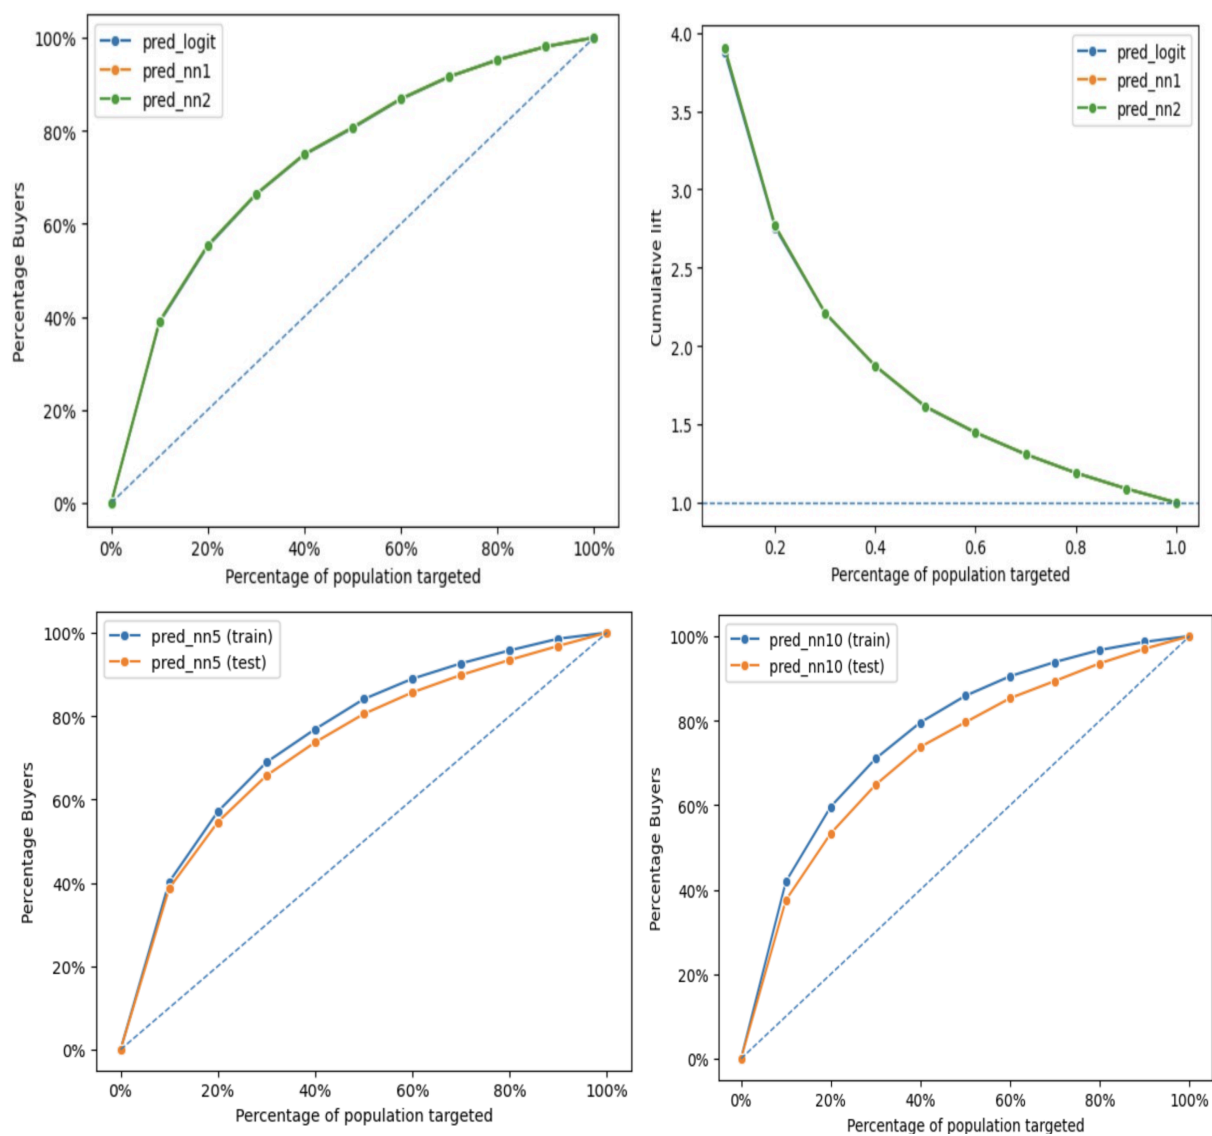 100%
80%
60%
40%
20%
0%
Percentage Buyers
pred_logit
pred_nn1
pred_nn2
0%
20%
40%
60%
80%
100%
Percentage of population targeted
4.0
3.5
3.0
2.5
2.0
1.5
1.0
Cumulative lift
pred_logit
pred_nn1
pred_nn2
0.2
0.4
0.6
0.8
1.0
Percentage of population targeted
100%
80%
60%
40%
20%
0%
Percentage Buyers
pred_nn5 (train)
pred_nn5 (test)
0%
20%
40%
60%
80%
100%
Percentage of population targeted
100%
80%
60%
40%
20%
0%
Percentage Buyers
pred_nn10 (train)
pred_nn10 (test)
0%
20%
40%
60%
80%
100%
Percentage of population targeted